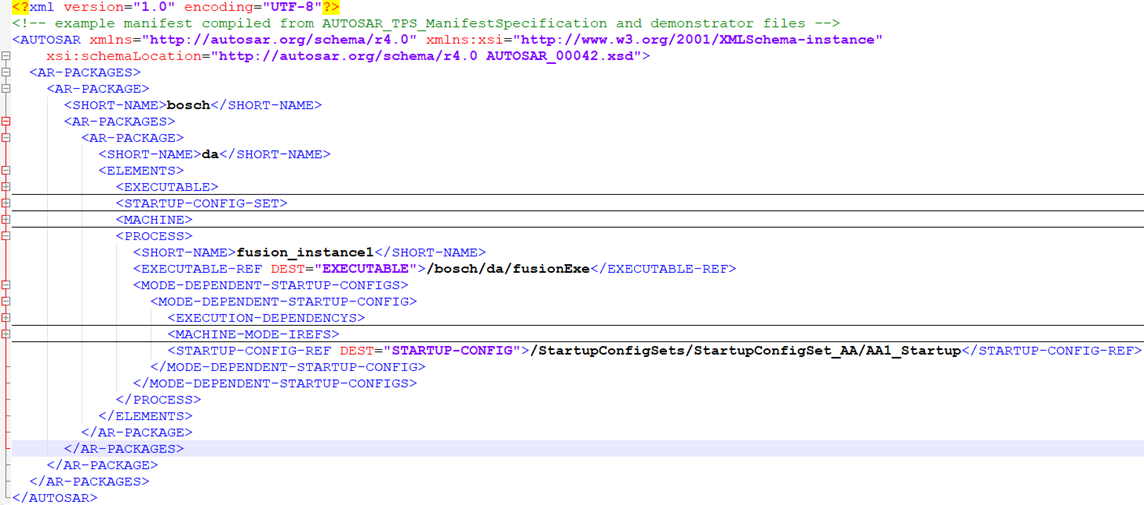 <?xml version="1.0" encoding="UTF-8"?>
<!-- example manifest compiled from AUTOSAR_TPS_ManifestSpecification and demonstrator files -->
<AUTOSAR xmlns="http://autosar.org/schema/r4.0" xmlns:xsi="http://www.w3.org/2001/XMLSchema-instance"
xsi:schemaLocation="http://autosar.org/schema/r4.0 AUTOSAR_00042.xsd">
<AR-PACKAGES>
<AR-PACKAGE>
<SHORT-NAME>bosch</SHORT-NAME>
<AR-PACKAGES>
<AR-PACKAGE>
<SHORT-NAME>da</SHORT-NAME>
<ELEMENTS>
<EXECUTABLE>
<STARTUP-CONFIG-SET>
<MACHINE>
<PROCESS>
<SHORT-NAME>fusion_instance1</SHORT-NAME>
<EXECUTABLE-REF DEST="EXECUTABLE">/bosch/da/fusionExe</EXECUTABLE-REF>
<MODE-DEPENDENT-STARTUP-CONFIGS>
<MODE-DEPENDENT-STARTUP-CONFIG>
<EXECUTION-DEPENDENCYS>
<MACHINE-MODE-IREFS>
<STARTUP-CONFIG-REF DEST="STARTUP-CONFIG">/StartupConfigSets/StartupConfigSet_AA/AA1_Startup</STARTUP-CONFIG-REF>
</MODE-DEPENDENT-STARTUP-CONFIG>
</MODE-DEPENDENT-STARTUP-CONFIGS>
</PROCESS>
</ELEMENTS>
</AR-PACKAGE>
</AR-PACKAGES>
</AR-PACKAGE>
</AR-PACKAGES>
</AUTOSAR>